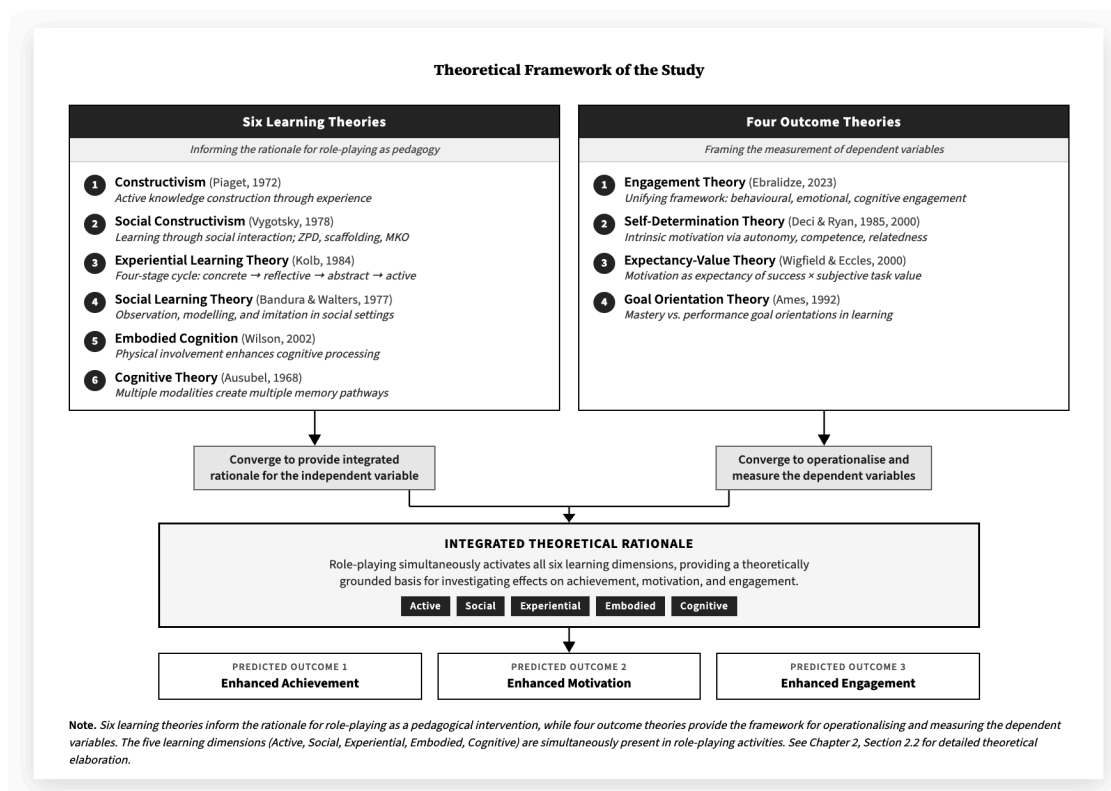 Theoretical Framework of the Study
Six Learning Theories
Informing the rationale for role-playing as pedagogy
1 Constructivism (Piaget, 1972)
Active knowledge construction through experience
2 Social Constructivism (Vygotsky, 1978)
Learning through social interaction; ZPD, scaffolding, MKO
3 Experiential Learning Theory (Kolb, 1984)
Four-stage cycle: concrete → reflective → abstract → active
4 Social Learning Theory (Bandura & Walters, 1977)
Observation, modelling, and imitation in social settings
5 Embodied Cognition (Wilson, 2002)
Physical involvement enhances cognitive processing
6 Cognitive Theory (Ausubel, 1968)
Multiple modalities create multiple memory pathways
Four Outcome Theories
Framing the measurement of dependent variables
1 Engagement Theory (Ebralidze, 2023)
Unifying framework: behavioural, emotional, cognitive engagement
2 Self-Determination Theory (Deci & Ryan, 1985, 2000)
Intrinsic motivation via autonomy, competence, relatedness
3 Expectancy-Value Theory (Wigfield & Eccles, 2000)
Motivation as expectancy of success × subjective task value
4 Goal Orientation Theory (Ames, 1992)
Mastery vs. performance goal orientations in learning
Converge to provide integrated
rationale for the independent variable
Converge to operationalise and
measure the dependent variables
INTEGRATED THEORETICAL RATIONALE
Role-playing simultaneously activates all six learning dimensions, providing a theoretically
grounded basis for investigating effects on achievement, motivation, and engagement.
Active Social Experiential Embodied Cognitive
PREDICTED OUTCOME 1
Enhanced Achievement
PREDICTED OUTCOME 2
Enhanced Motivation
PREDICTED OUTCOME 3
Enhanced Engagement
Note. Six learning theories inform the rationale for role-playing as a pedagogical intervention, while four outcome theories provide the framework for operationalising and measuring the dependent
variables. The five learning dimensions (Active, Social, Experiential, Embodied, Cognitive) are simultaneously present in role-playing activities. See Chapter 2, Section 2.2 for detailed theoretical
elaboration.